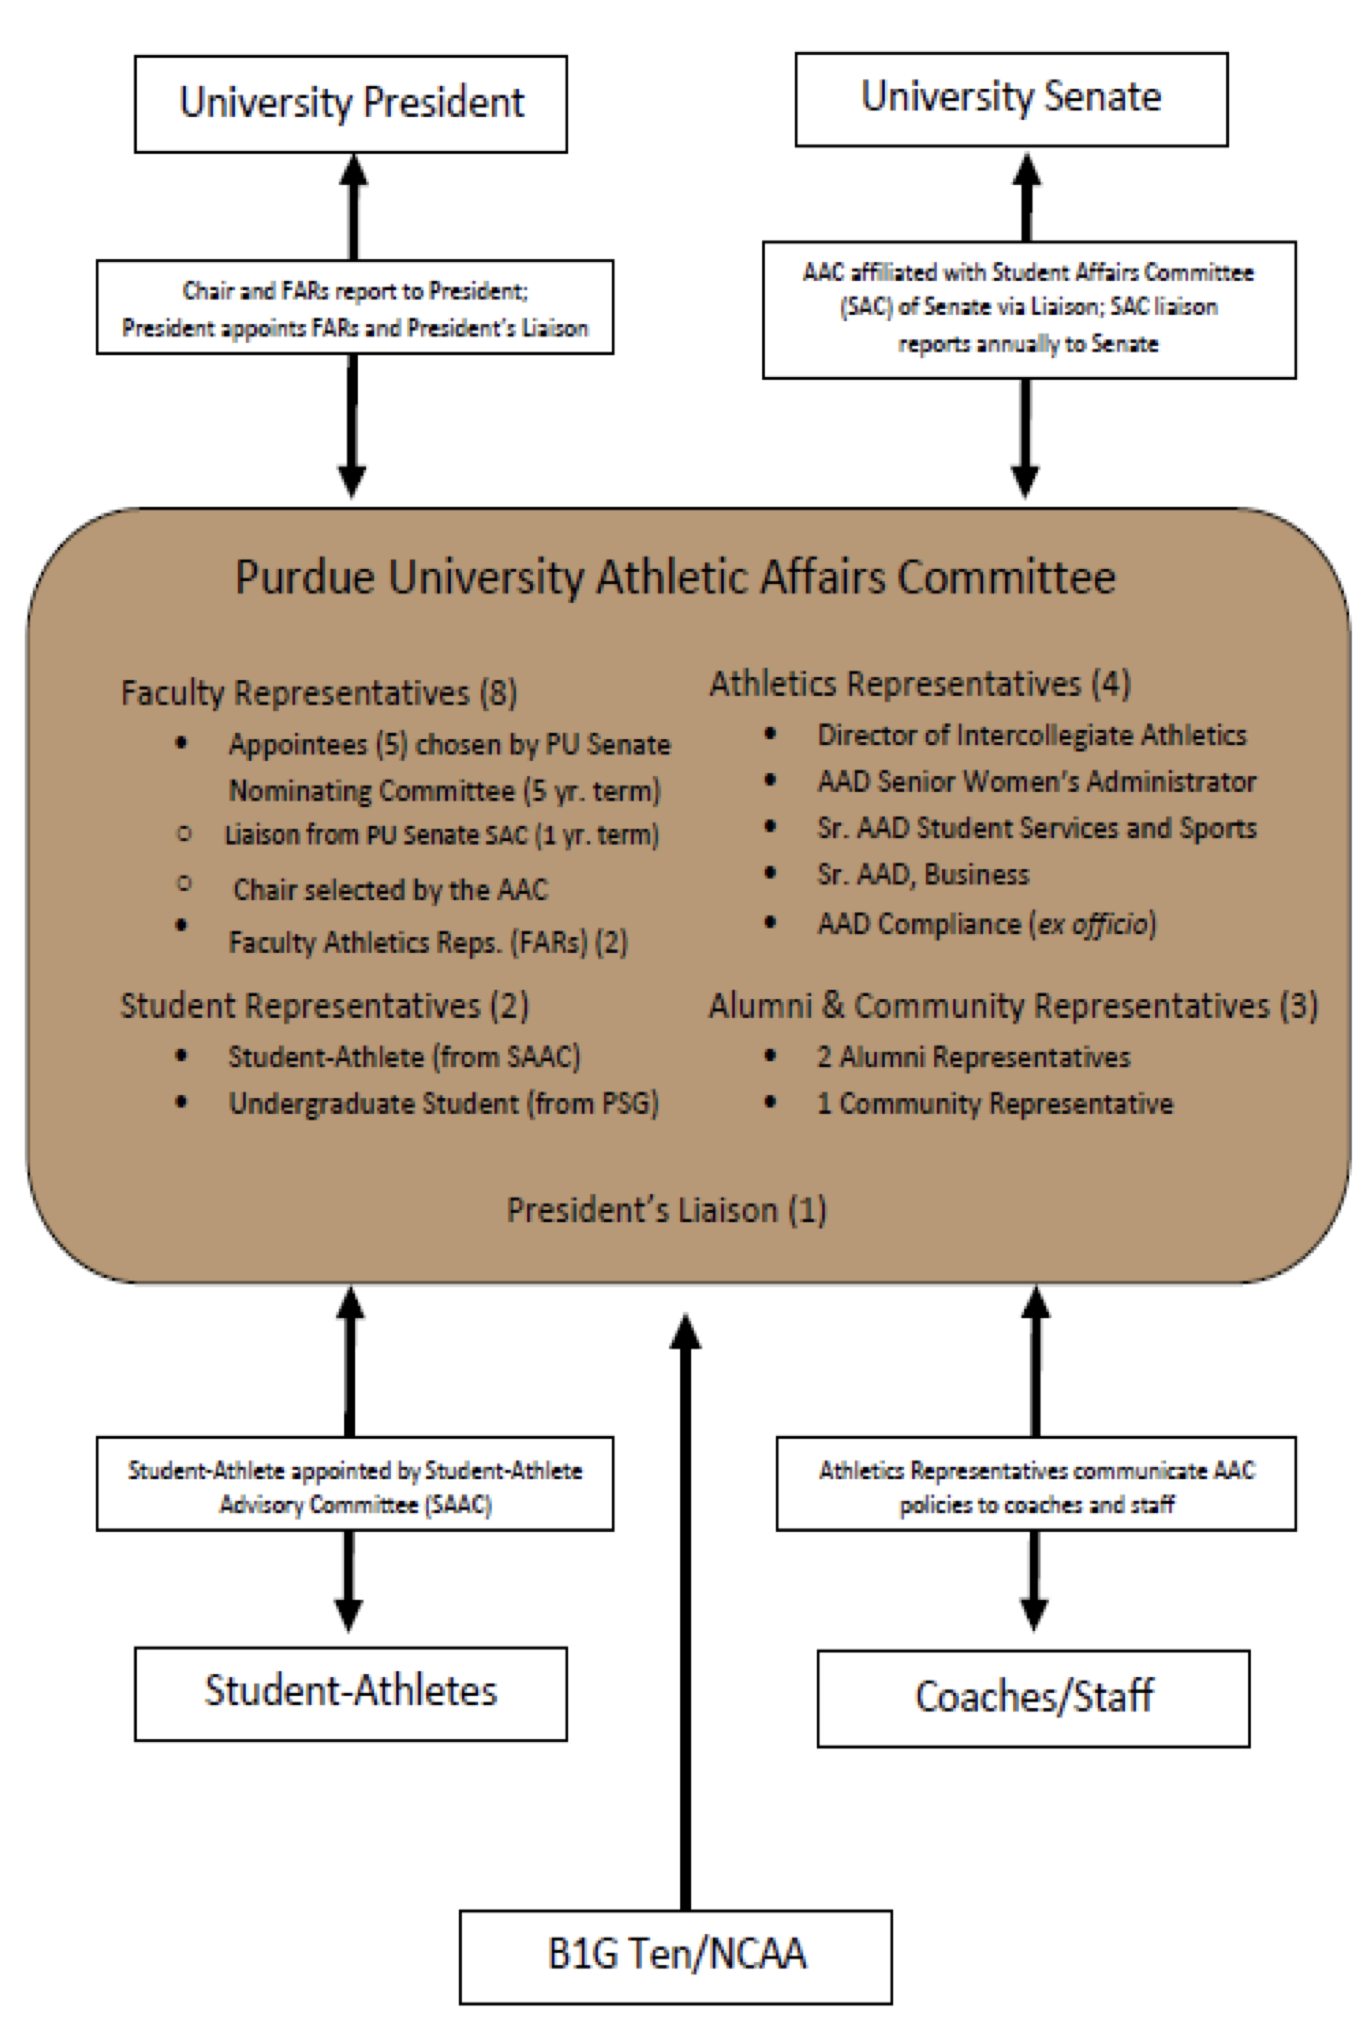 University President
University Senate
Chair and FARs report to President;
President appoints FARs and President's Liaison
AAC affiliated with Student Affairs Committee
(SAC) of Senate via Liaison; SAC liaison
reports annually to Senate
Purdue University Athletic Affairs Committee
Faculty Representatives (8)
• Appointees (5) chosen by PU Senate
Nominating Committee (5 yr. term)
○ Liaison from PU Senate SAC (1 yr. term)
○ Chair selected by the AAC
• Faculty Athletics Reps. (FARs) (2)
Athletics Representatives (4)
• Director of Intercollegiate Athletics
• AAD Senior Women's Administrator
• Sr. AAD Student Services and Sports
• Sr. AAD, Business
• AAD Compliance (ex officio)
Student Representatives (2)
• Student-Athlete (from SAAC)
• Undergraduate Student (from PSG)
Alumni & Community Representatives (3)
• 2 Alumni Representatives
• 1 Community Representative
President's Liaison (1)
Student-Athlete appointed by Student-Athlete
Advisory Committee (SAAC)
Athletics Representatives communicate AAC
policies to coaches and staff
Student-Athletes
Coaches/Staff
B1G Ten/NCAA